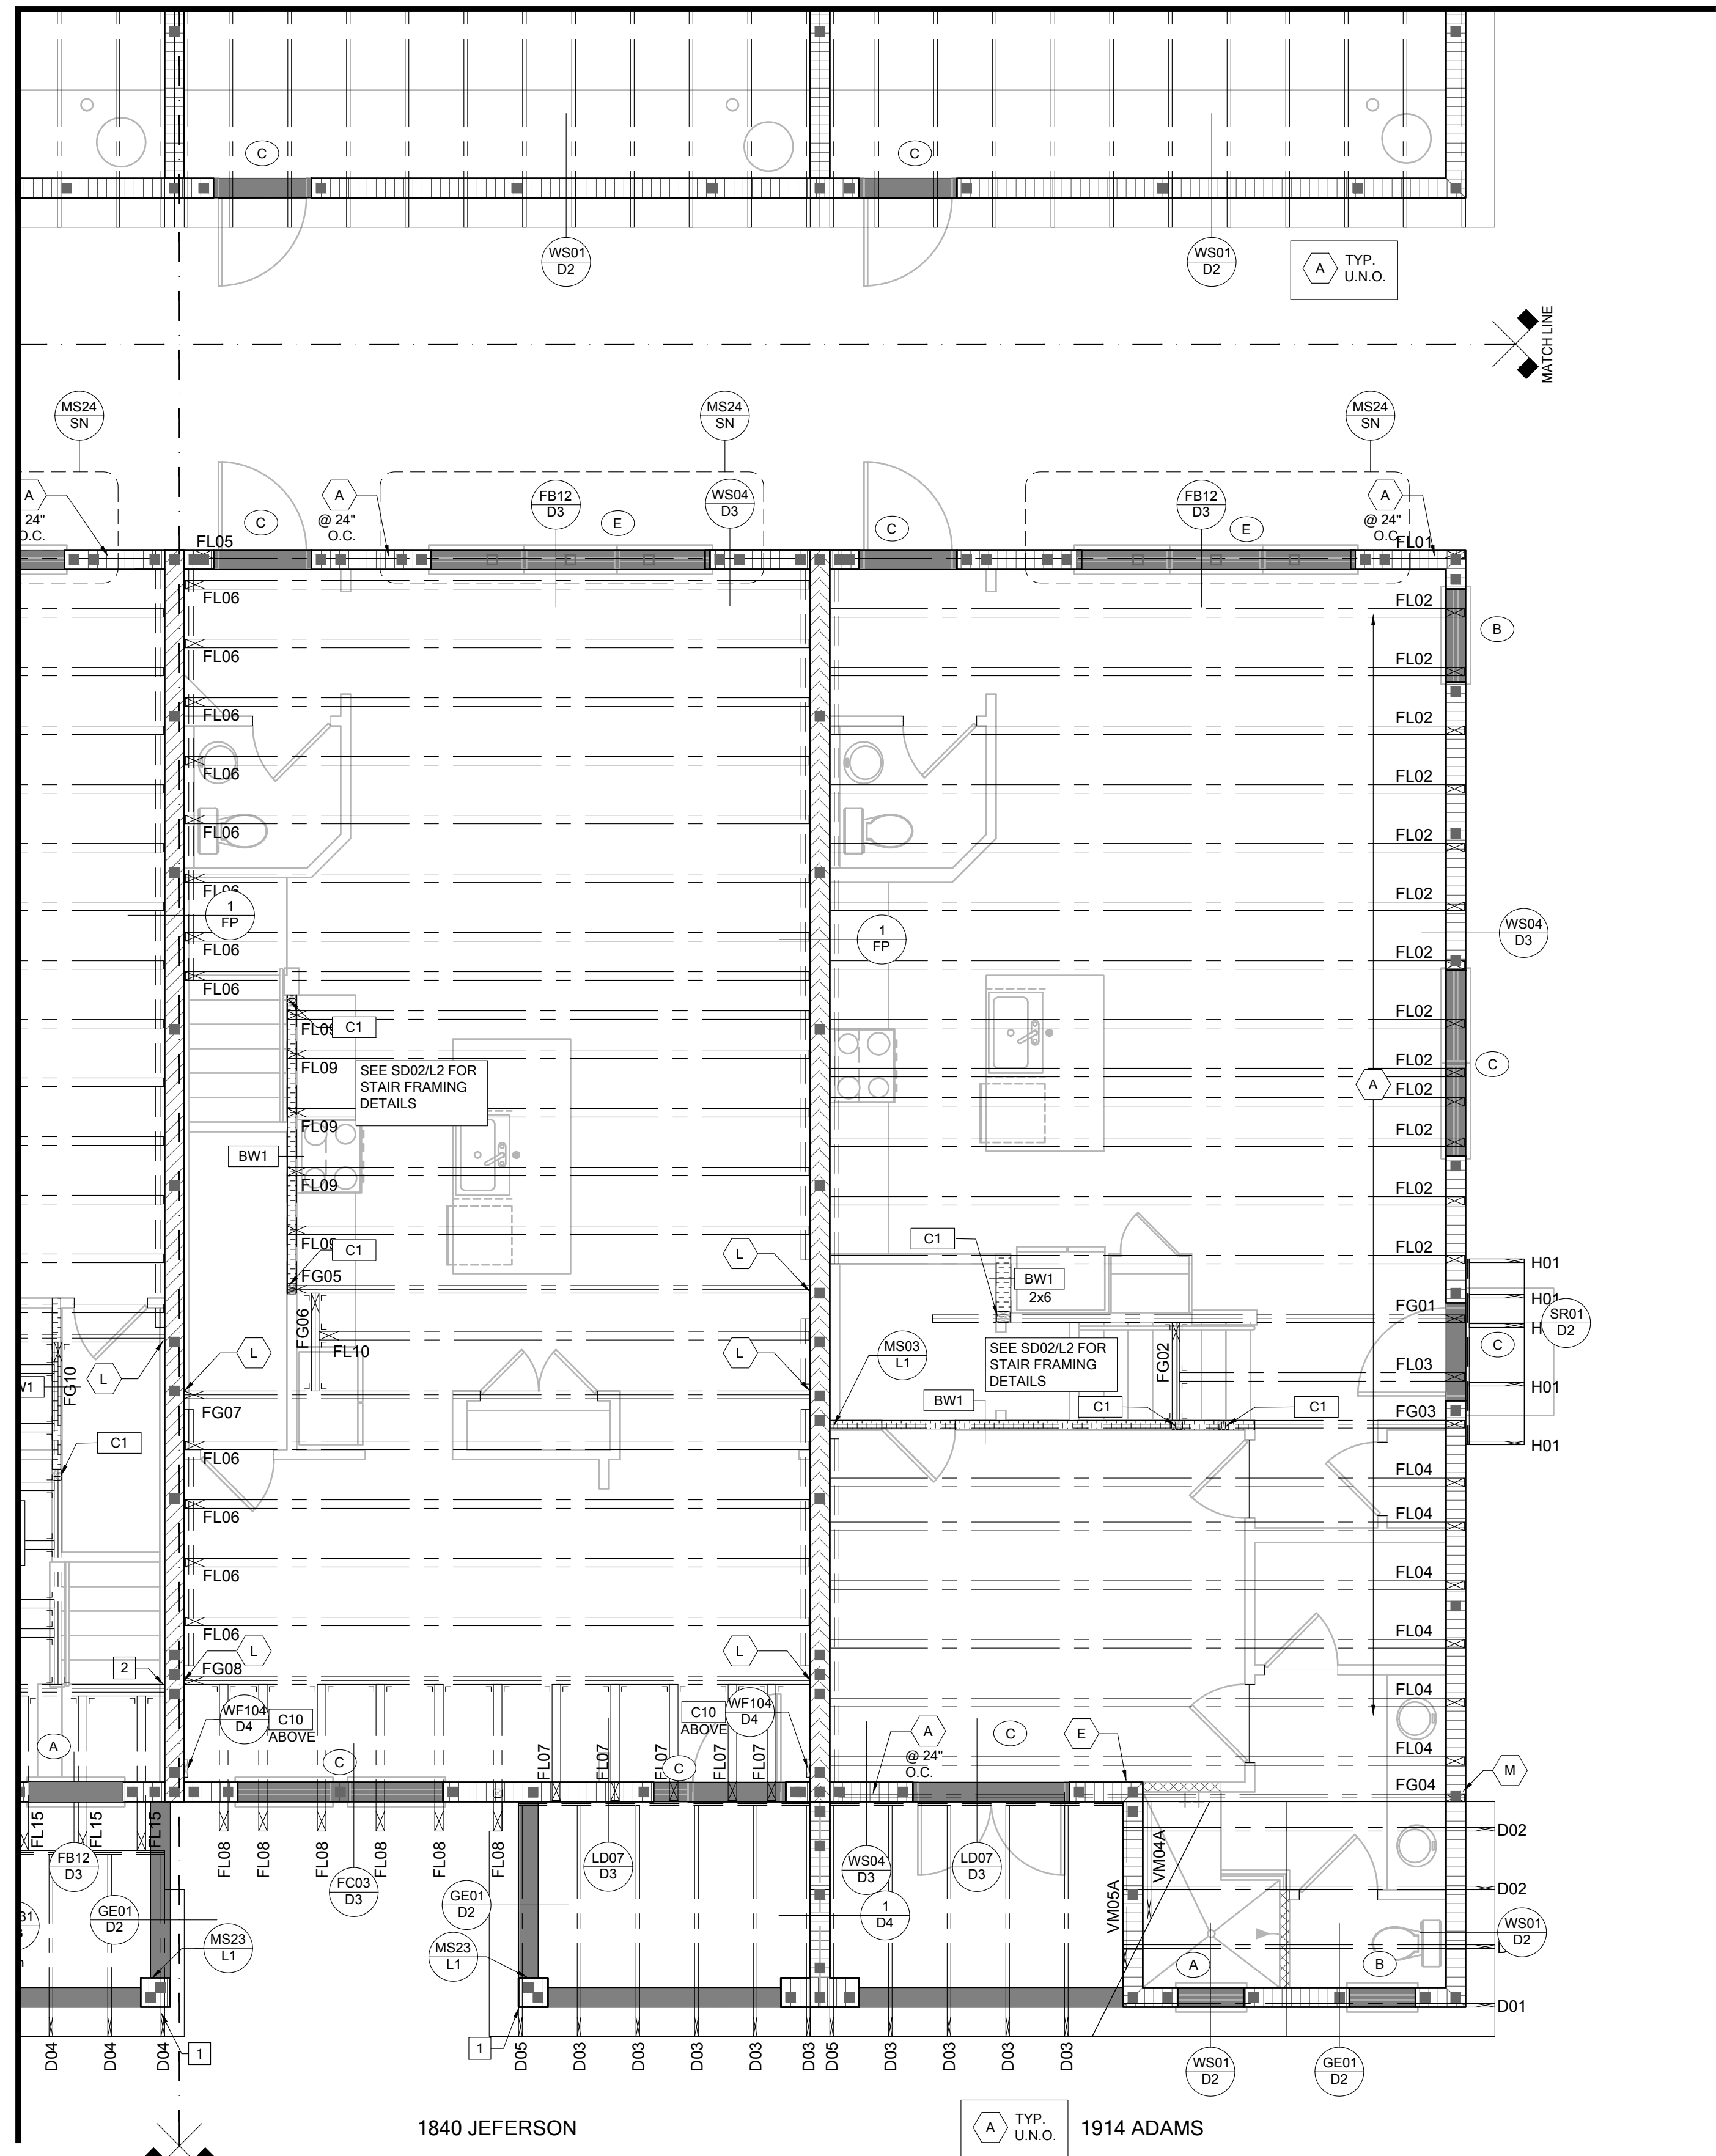 C
C
WS01
D2
WS01
D2
A
TYP.
U.N.O.
MATCH LINE
MS24
SN
MS24
SN
MS24
SN
A
24"
O.C.
C
A
@ 24"
O.C.
FB12
D3
E
WS04
D3
C
FB12
D3
E
A
@ 24"
O.C.
FL05
FL01
FL06
FL02
B
FL06
FL02
FL06
FL02
FL06
FL02
FL06
FL02
FL06
FL02
1
FP
1
FP
WS04
D3
FL06
FL02
FL06
FL02
FL09
C1
FL09
FL02
C
SEE SD02/L2 FOR
STAIR FRAMING
DETAILS
A
FL02
FL09
FL02
BW1
FL09
FL02
FL09
C1
L
C1
FL02
H01
FG05
BW1
2x6
H01
FG06
FL10
FG01
SR01
D2
L
L
L
FG10
MS03
L1
SEE SD02/L2 FOR
STAIR FRAMING
DETAILS
FG02
FL03
C
H01
BW1
C1
C1
FG07
FG03
C1
H01
FL06
FL04
FL06
FL04
FL06
FL04
FL06
FL04
2
FG08
L
L
FL04
WF104
D4
C10
ABOVE
C10
ABOVE
WF104
D4
A
@ 24"
O.C.
C
E
A
C
FL07
FL07
FL07
FL07
FL07
C
FL04
FG04
M
FL15
FL15
FL15
D02
FB12
D3
FL08
FL08
FL08
FL08
FL08
FL08
FC03
D3
LD07
D3
WS04
D3
LD07
D3
VM04A
VM05A
D02
GE01
D2
GE01
D2
1
D4
WS01
D2
MS23
L1
MS23
L1
A
B
D01
1
1
D04
D04
D04
D05
D03
D03
D03
D03
D03
D05
D03
D03
D03
D03
WS01
D2
GE01
D2
1840 JEFERSON
A
TYP.
U.N.O.
1914 ADAMS